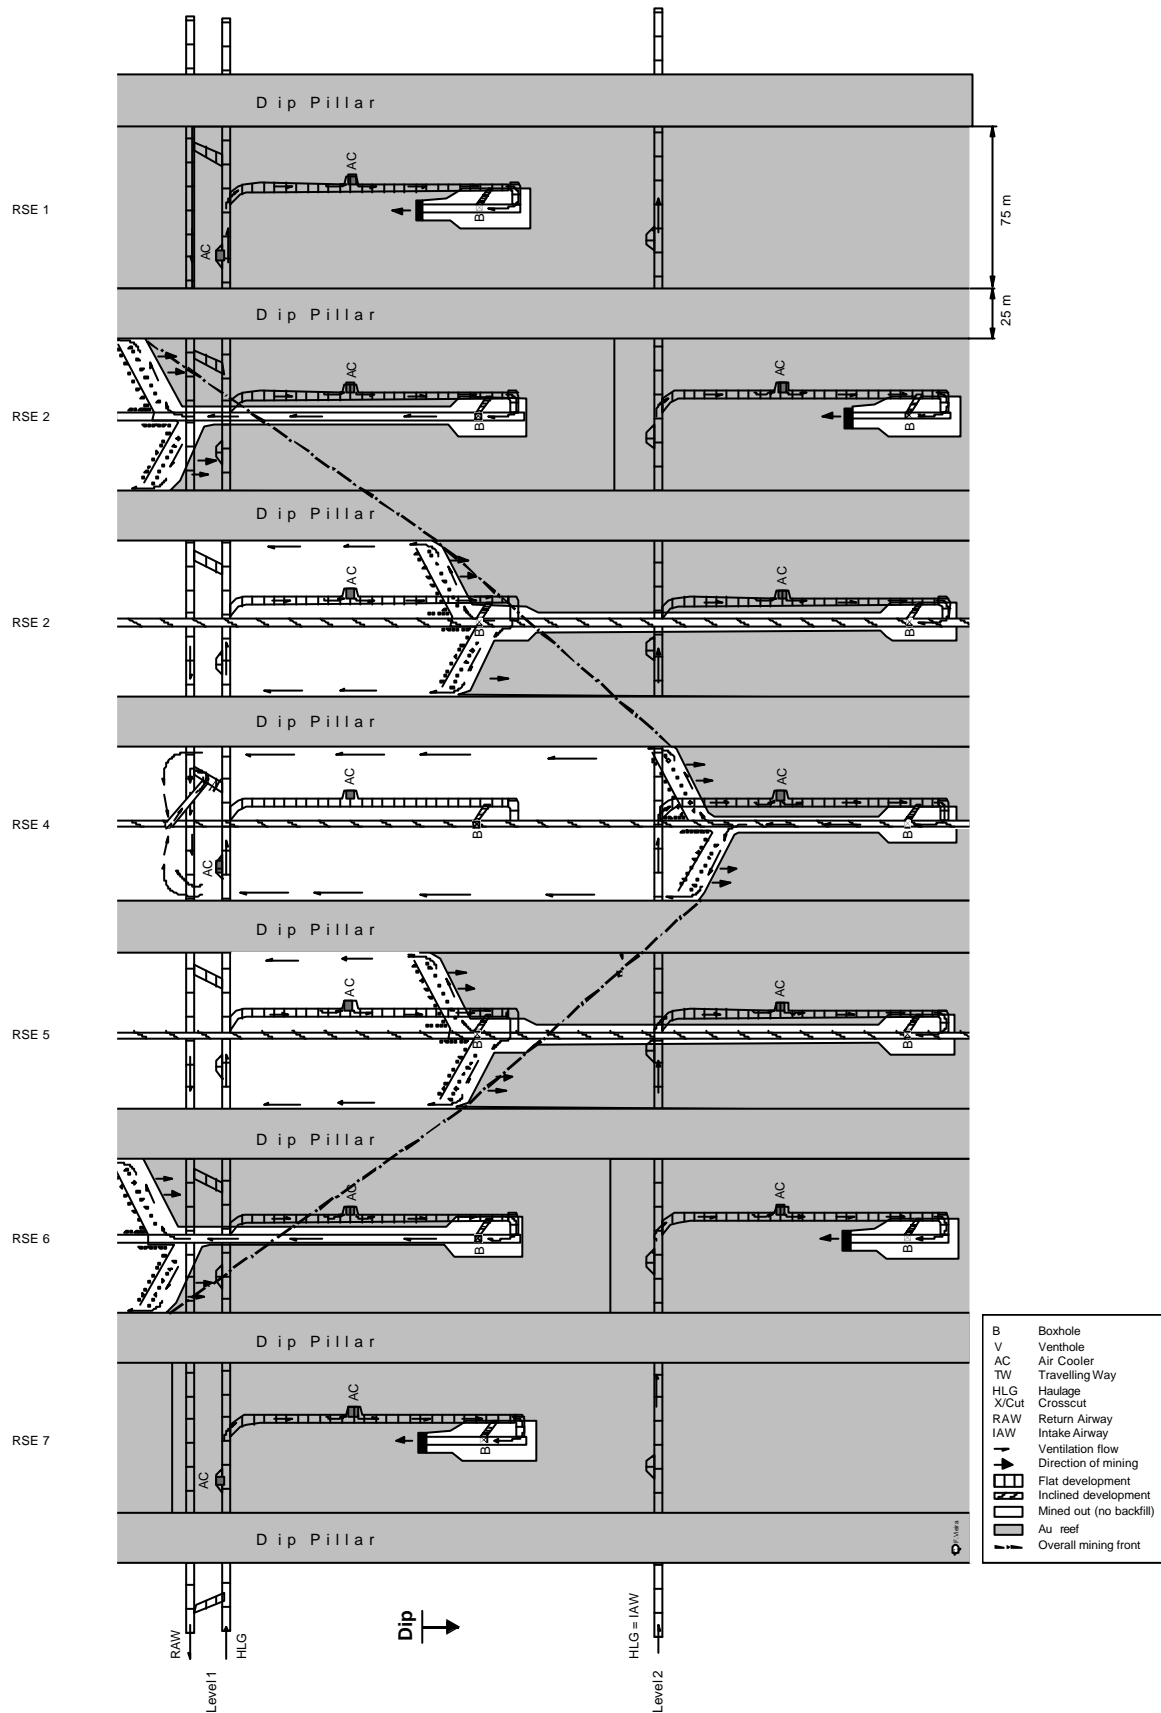 Dip Pillar
AC
RSE 1
B
AC
75 m
Dip Pillar
25 m
AC
AC
RSE 2
B
B
Dip Pillar
AC
AC
RSE 2
B
B
Dip Pillar
AC
AC
RSE 4
B
B
AC
Dip Pillar
AC
AC
RSE 5
B
B
Dip Pillar
AC
AC
RSE 6
B
B
Dip Pillar
AC
RSE 7
B
AC
Dip Pillar
F.Vieira
B Boxhole
V Venthole
AC Air Cooler
TW Travelling Way
HLG Haulage
X/Cut Crosscut
RAW Return Airway
IAW Intake Airway
Ventilation flow
Direction of mining
Flat development
Inclined development
Mined out (no backfill)
Au reef
Overall mining front
RAW
HLG
Level 1
Dip
HLG = IAW
Level 2